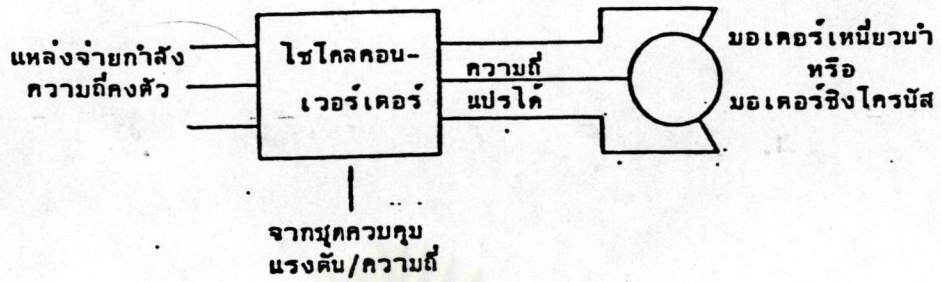 แหล่งจ่ายกำลัง
ความถี่คงตัว
ไซโคลคอน-
เวอร์เตอร์
ความถี่
แปรได้
มอเตอร์เหนี่ยวนำ
หรือ
มอเตอร์ซิงโครนัส
จากชุดควบคุม
แรงดัน/ความถี่